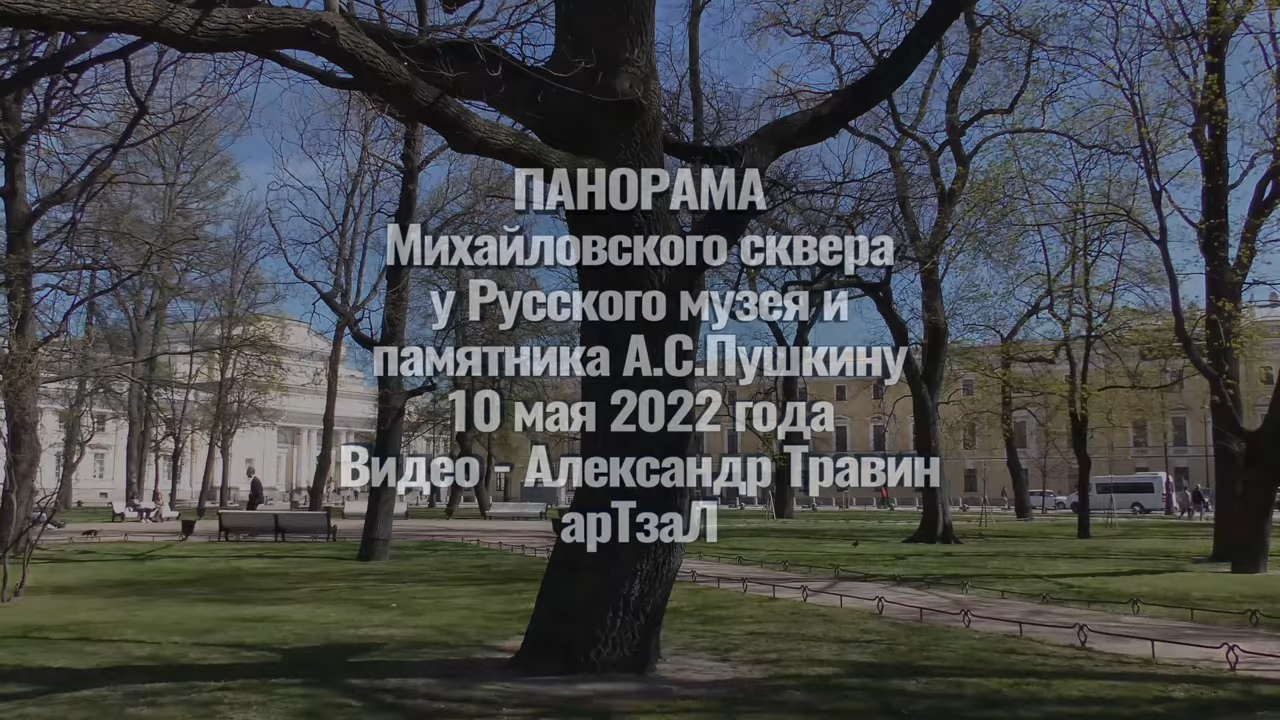 ПАНОРАМА
Михайловского сквера
у Русского музея и
памятника А.С.Пушкину
10 мая 2022 года
Видео - Александр Травин
арТзаЛ